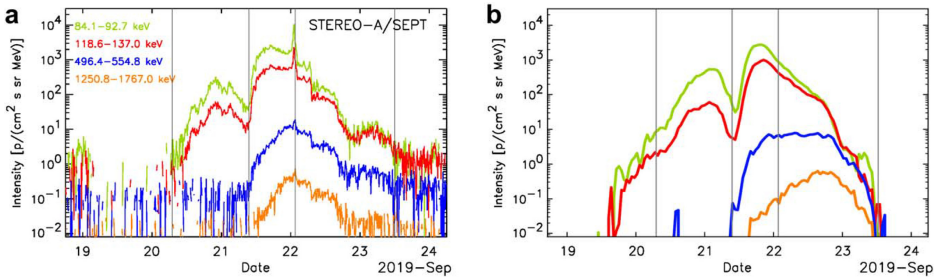 a
STEREO-A/SEPT
84.1-92.7 keV
118.6-137.0 keV
496.4-554.8 keV
1250.8-1767.0 keV
Intensity [p/(cm² s sr MeV)]
10⁴
10³
10²
10¹
10⁰
10⁻¹
10⁻²
19 20 21 22 23 24
Date
2019-Sep
b
Intensity [p/(cm² s sr MeV)]
10⁴
10³
10²
10¹
10⁰
10⁻¹
10⁻²
19 20 21 22 23 24
Date
2019-Sep